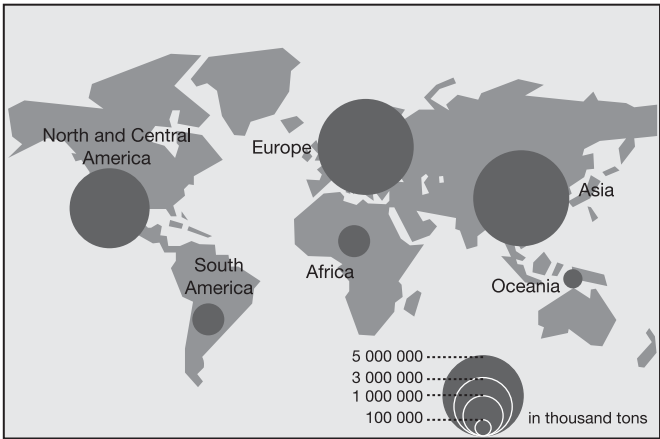 North and Central
America
Europe
Asia
South
America
Africa
Oceania
5 000 000
3 000 000
1 000 000
100 000
in thousand tons